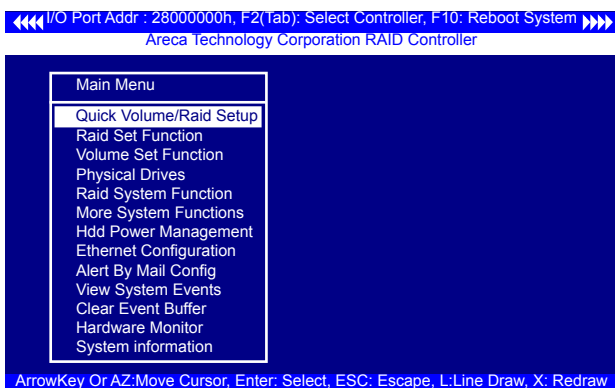 I/O Port Addr : 28000000h, F2(Tab): Select Controller, F10: Reboot System
Areca Technology Corporation RAID Controller
Main Menu
Quick Volume/Raid Setup
Raid Set Function
Volume Set Function
Physical Drives
Raid System Function
More System Functions
Hdd Power Management
Ethernet Configuration
Alert By Mail Config
View System Events
Clear Event Buffer
Hardware Monitor
System information
ArrowKey Or AZ:Move Cursor, Enter: Select, ESC: Escape, L:Line Draw, X: Redraw